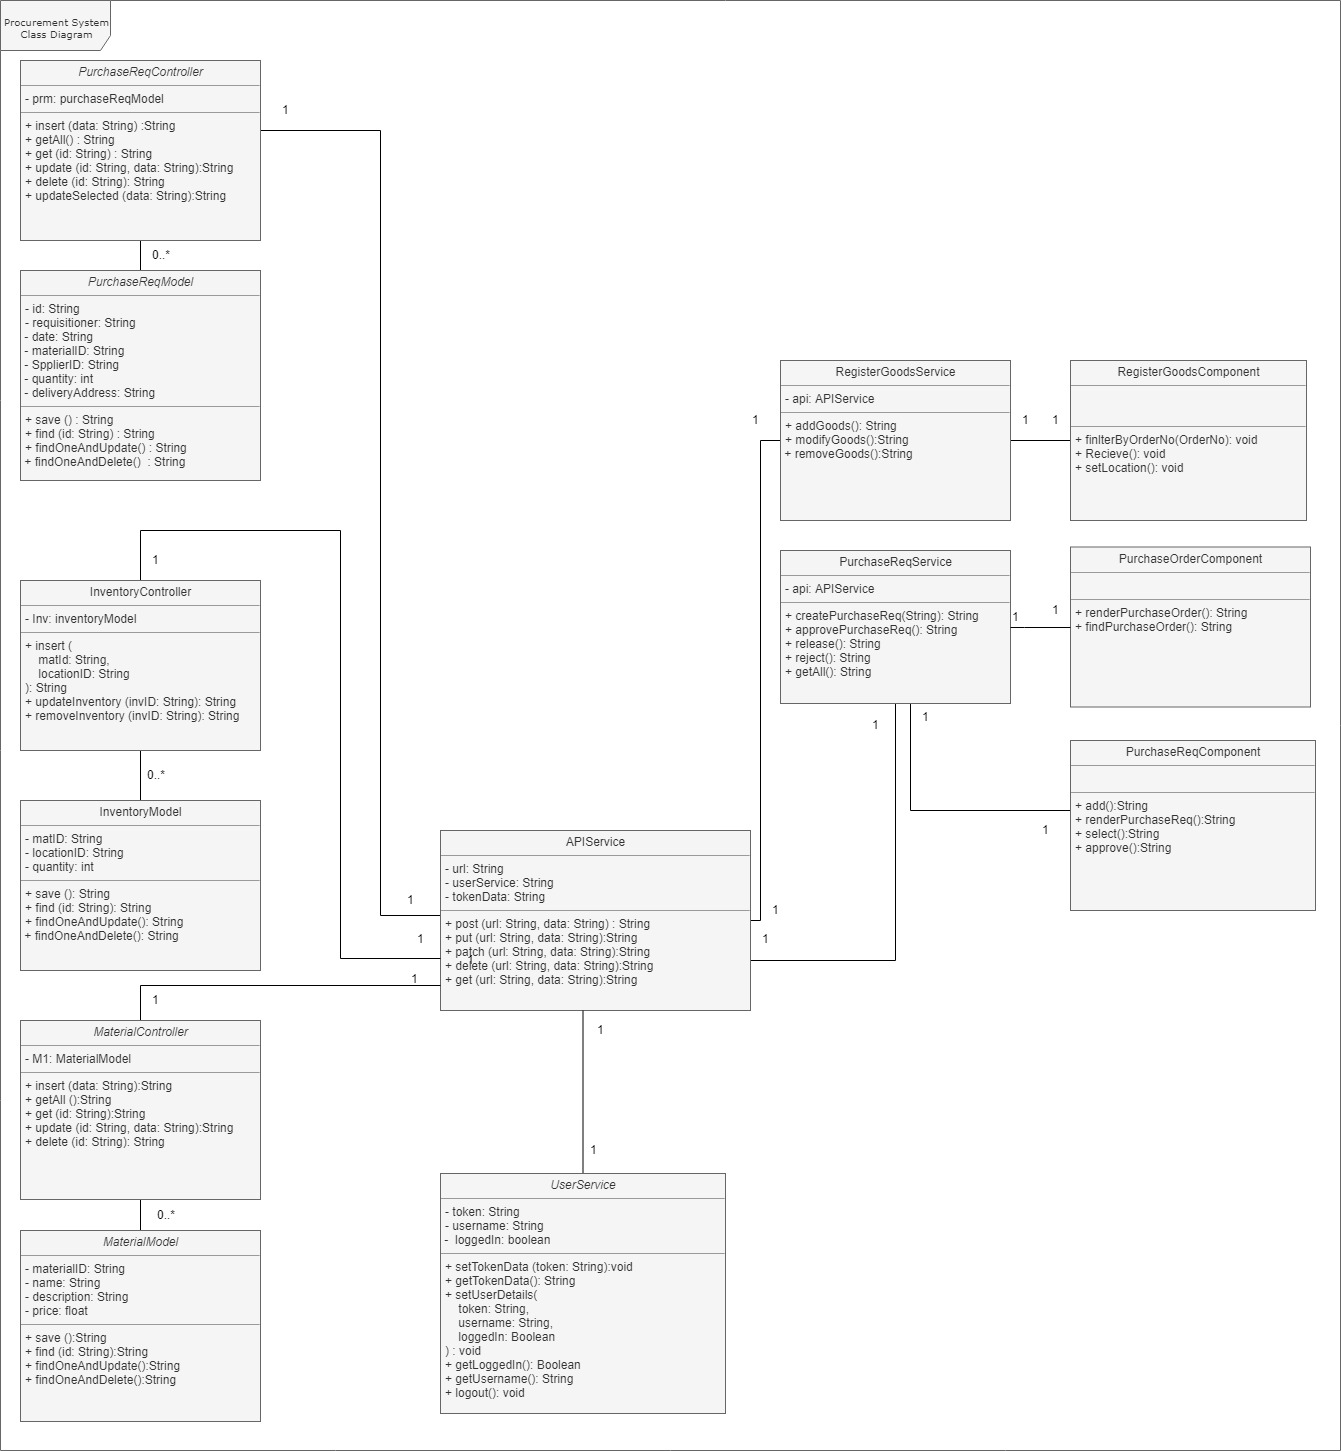 Procurement System
Class Diagram
PurchaseReqController
- prm: purchaseReqModel
+ insert (data: String) :String
+ getAll() : String
+ get (id: String) : String
+ update (id: String, data: String):String
+ delete (id: String): String
+ updateSelected (data: String):String
1
0..*
PurchaseReqModel
- id: String
- requisitioner: String
- date: String
- materialID: String
- SpplierID: String
- quantity: int
- deliveryAddress: String
+ save () : String
+ find (id: String) : String
+ findOneAndUpdate() : String
+ findOneAndDelete()  : String
1
InventoryController
- Inv: inventoryModel
+ insert (
matId: String,
locationID: String
): String
+ updateInventory (invID: String): String
+ removeInventory (invID: String): String
0..*
InventoryModel
- matID: String
- locationID: String
- quantity: int
+ save (): String
+ find (id: String): String
+ findOneAndUpdate(): String
+ findOneAndDelete(): String
1
MaterialController
- M1: MaterialModel
+ insert (data: String):String
+ getAll ():String
+ get (id: String):String
+ update (id: String, data: String):String
+ delete (id: String): String
0..*
MaterialModel
- materialID: String
- name: String
- description: String
- price: float
+ save ():String
+ find (id: String):String
+ findOneAndUpdate():String
+ findOneAndDelete():String
1
1
1
APIService
- url: String
- userService: String
- tokenData: String
+ post (url: String, data: String) : String
+ put (url: String, data: String):String
+ patch (url: String, data: String):String
+ delete (url: String, data: String):String
+ get (url: String, data: String):String
1
1
1
1
UserService
- token: String
- username: String
-  loggedIn: boolean
+ setTokenData (token: String):void
+ getTokenData(): String
+ setUserDetails(
token: String,
username: String,
loggedIn: Boolean
) : void
+ getLoggedIn(): Boolean
+ getUsername(): String
+ logout(): void
1
RegisterGoodsService
- api: APIService
+ addGoods(): String
+ modifyGoods():String
+ removeGoods():String
1
1
RegisterGoodsComponent
+ finlterByOrderNo(OrderNo): void
+ Recieve(): void
+ setLocation(): void
PurchaseReqService
- api: APIService
+ createPurchaseReq(String): String
+ approvePurchaseReq(): String
+ release(): String
+ reject(): String
+ getAll(): String
1
1
PurchaseOrderComponent
+ renderPurchaseOrder(): String
+ findPurchaseOrder(): String
1
1
1
PurchaseReqComponent
+ add():String
+ renderPurchaseReq():String
+ select():String
+ approve():String